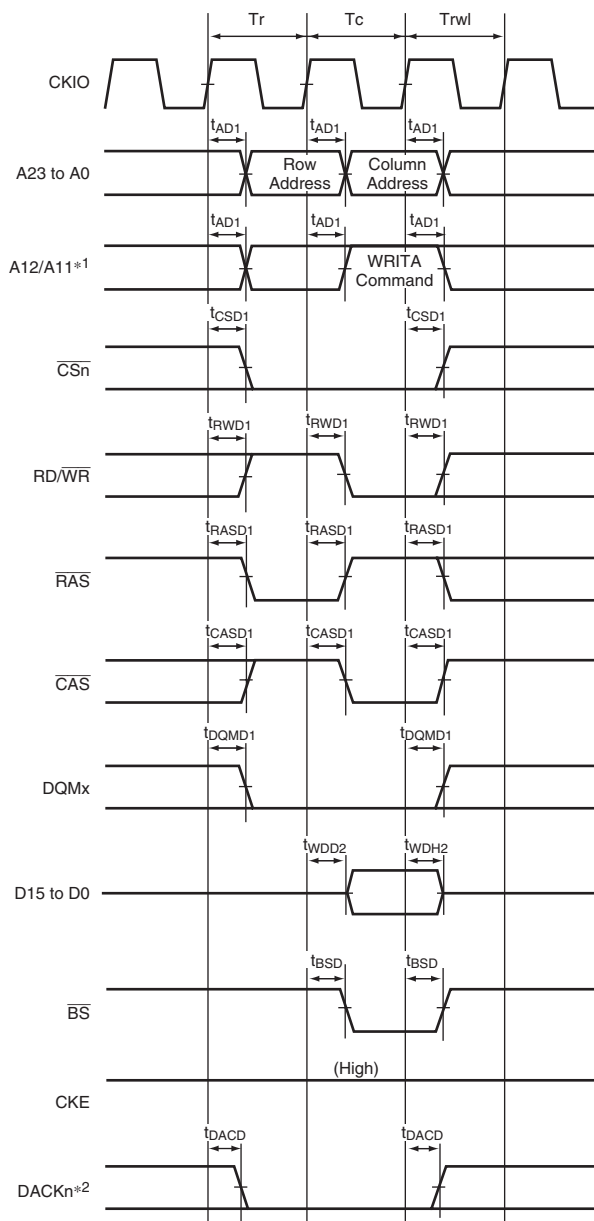 Tr Tc Trwl
CKIO
tAD1 tAD1 tAD1
A23 to A0
Row Address
Column Address
tAD1 tAD1 tAD1
A12/A11*1
WRITA Command
tCSD1 tCSD1
CSn
tRWD1 tRWD1 tRWD1
RD/WR
tRASD1 tRASD1 tRASD1
RAS
tCASD1 tCASD1 tCASD1
CAS
tDQMD1 tDQMD1
DQMx
tWDD2 tWDH2
D15 to D0
tBSD tBSD
BS
(High)
CKE
tDACD tDACD
DACKn*2